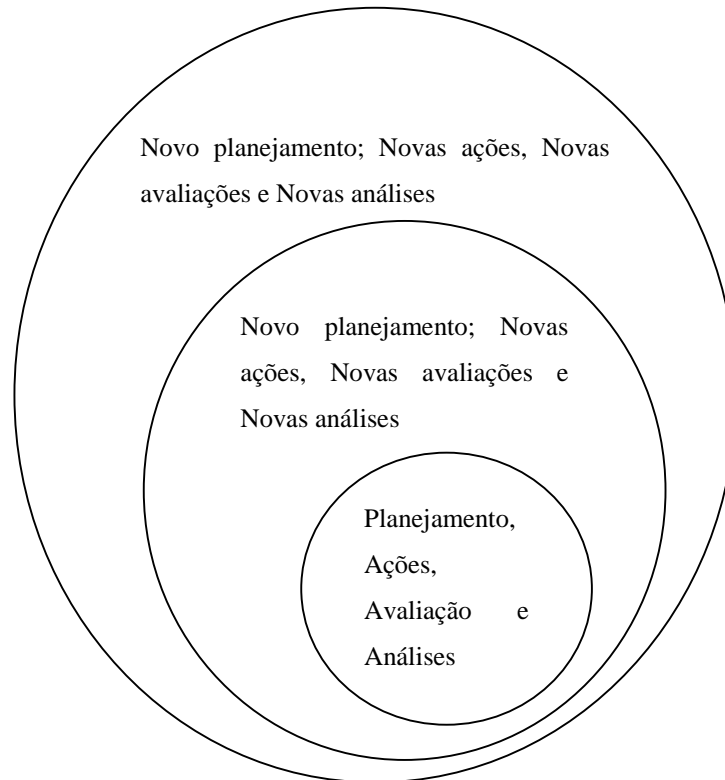 Novo planejamento; Novas ações, Novas
avaliações e Novas análises
Novo planejamento; Novas
ações, Novas avaliações e
Novas análises
Planejamento,
Ações,
Avaliação e
Análises